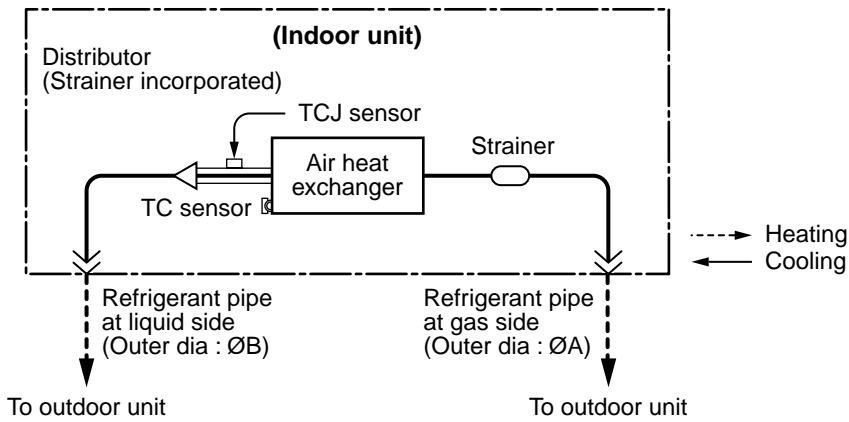 (Indoor unit)
Distributor
(Strainer incorporated)
TCJ sensor
Air heat
exchanger
Strainer
TC sensor
Heating
Cooling
Refrigerant pipe
at liquid side
(Outer dia : ØB)
Refrigerant pipe
at gas side
(Outer dia : ØA)
To outdoor unit
To outdoor unit